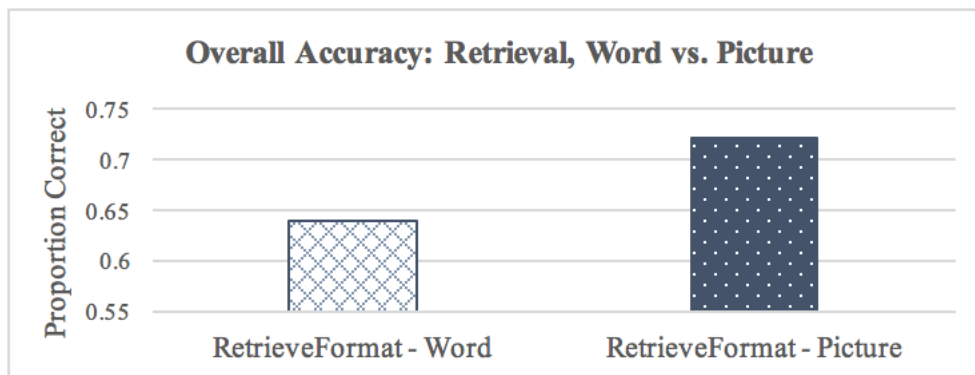 Overall Accuracy: Retrieval, Word vs. Picture
Proportion Correct
0.75
0.7
0.65
0.6
0.55
RetrieveFormat - Word
RetrieveFormat - Picture